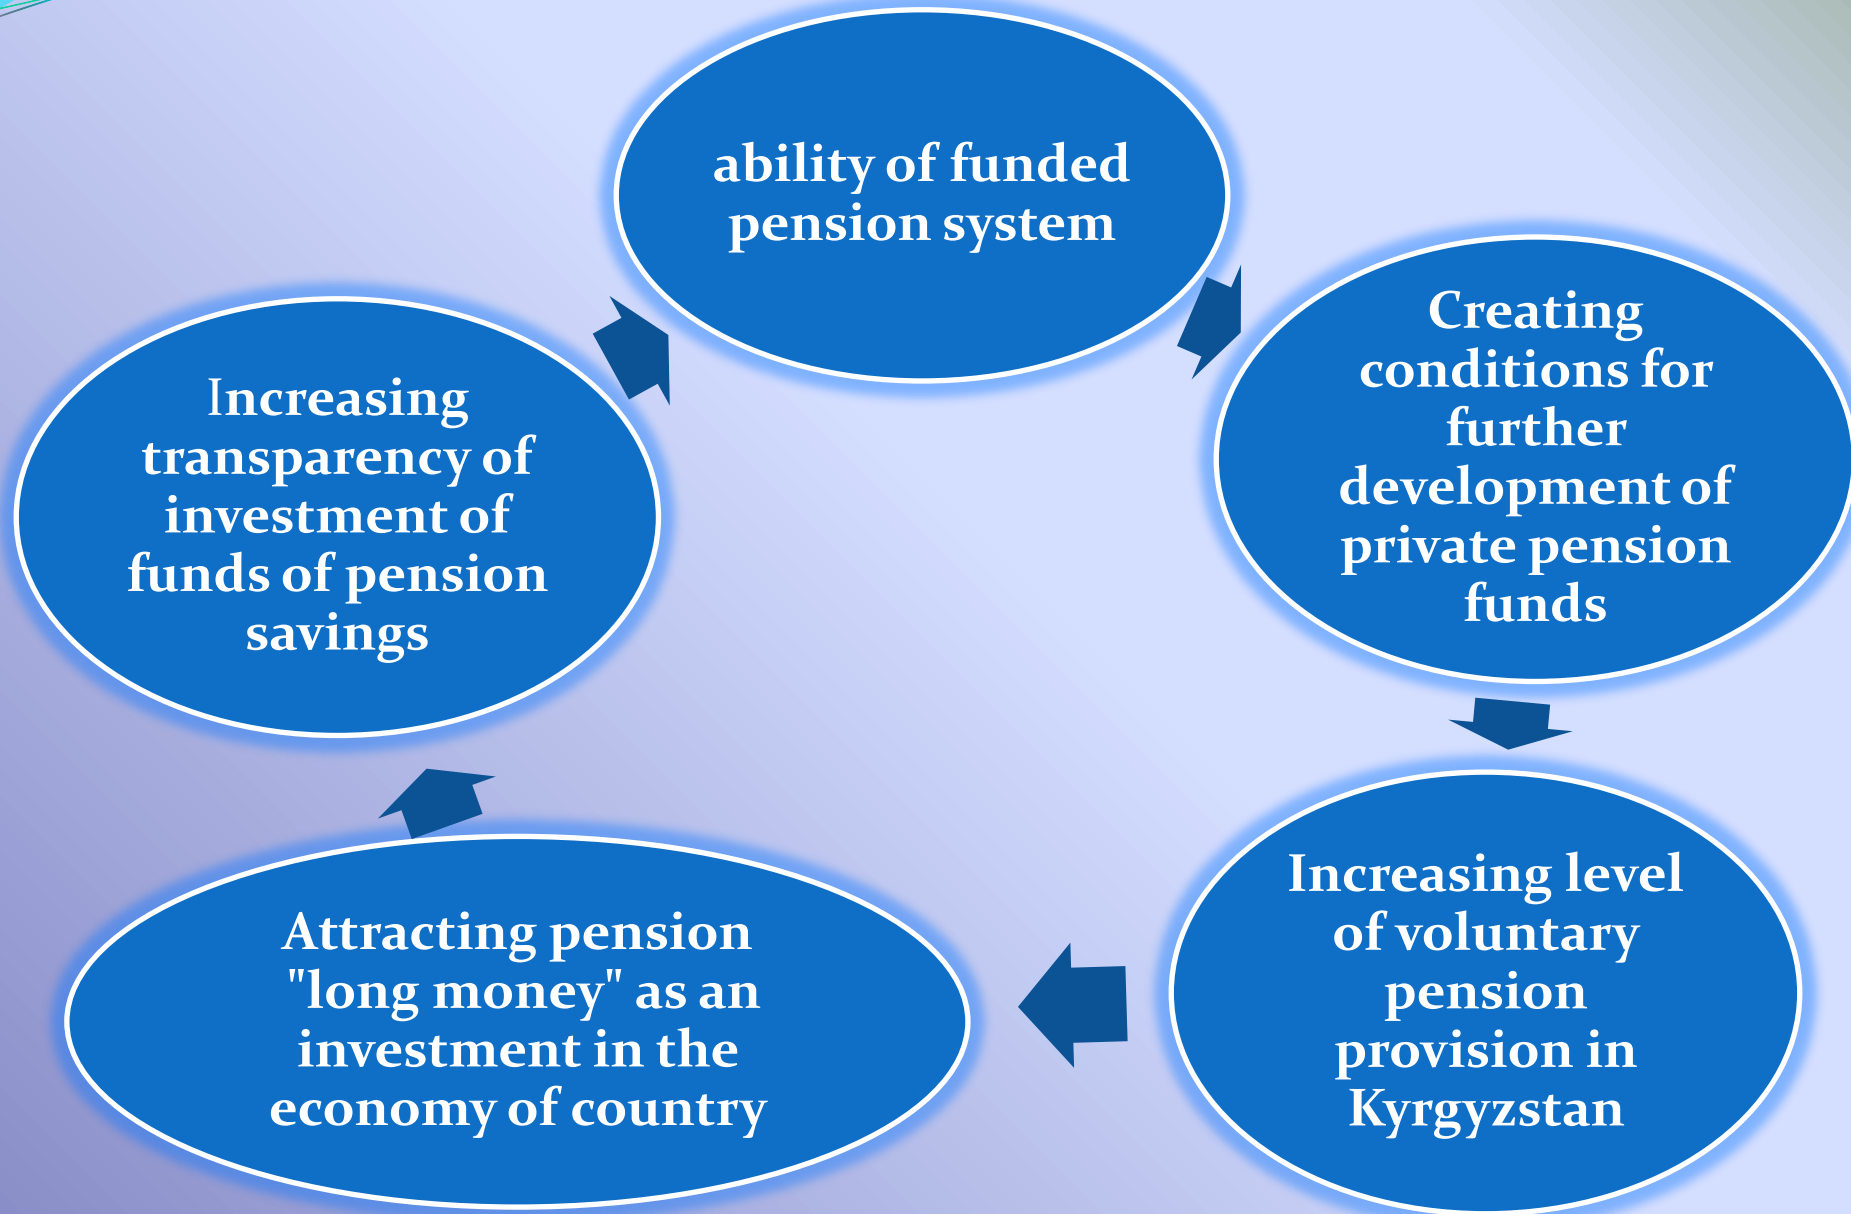 ability of funded
pension system
Creating
conditions for
further
development of
private pension
funds
Increasing level
of voluntary
pension
provision in
Kyrgyzstan
Attracting pension
"long money" as an
investment in the
economy of country
Increasing
transparency of
investment of
funds of pension
savings